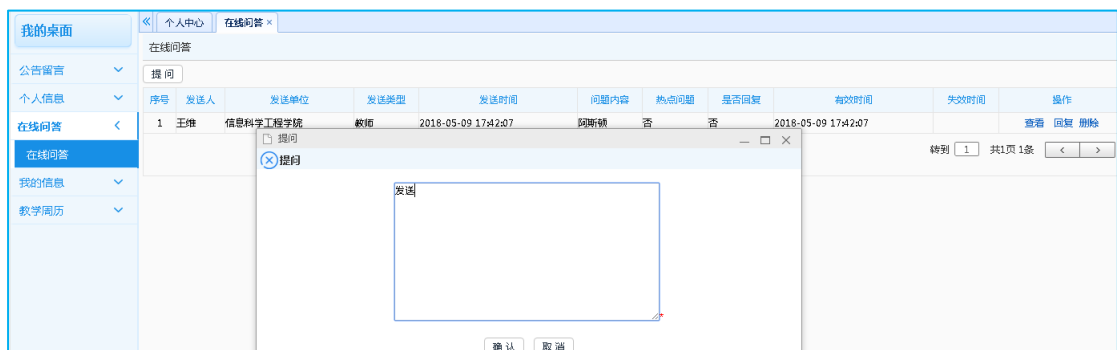 我的桌面
公告留言
个人信息
在线问答
在线问答
我的信息
教学周历
个人中心 在线问答 ×
在线问答
提 问
序号 发送人 发送单位 发送类型 发送时间 问题内容 热点问题 是否回复 有效时间 失效时间 操作
1 王维 信息科学工程学院 教师 2018-05-09 17:42:07 阿斯顿 否 否 2018-05-09 17:42:07 查看 回复 删除
转到 1 共1页1条 < >
提问
提问
发送
*
确 认 取 消